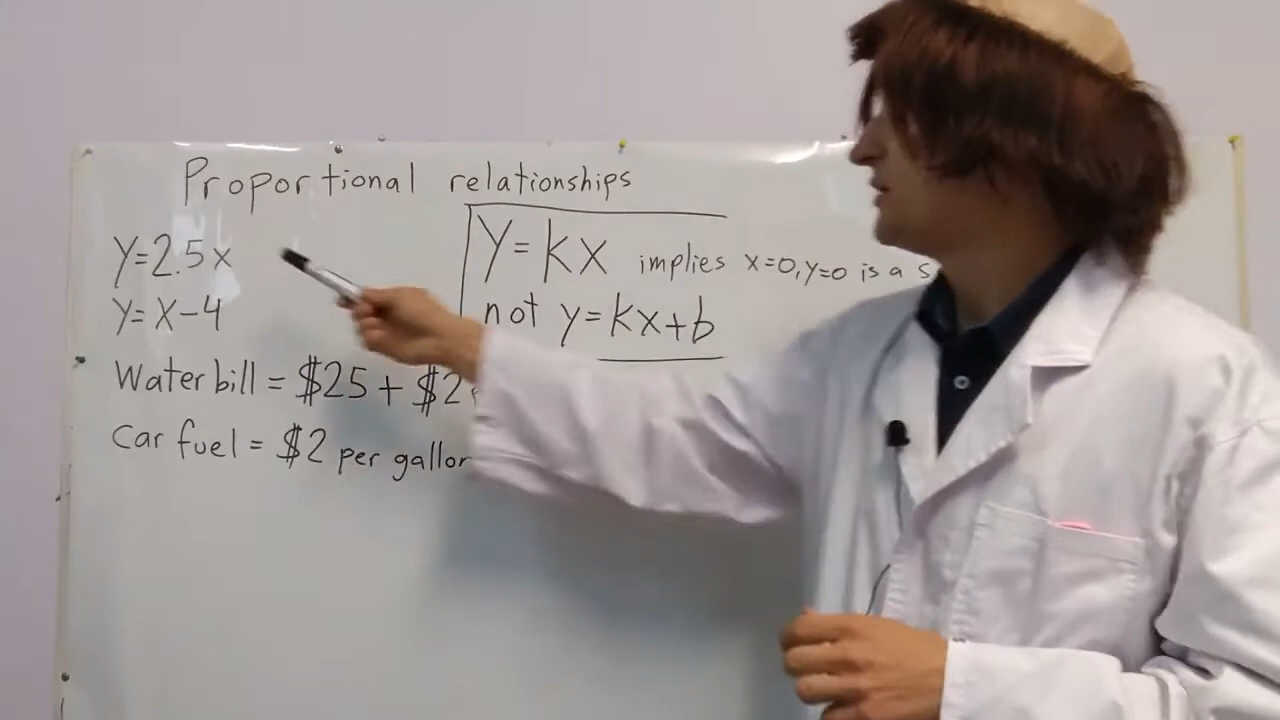 Proportional relationships
y=2.5x
y=x-4
Water bill = $25 + $2
Car fuel = $2 per gallon
y=kx implies x=0, y=0 is a
not y=kx+b